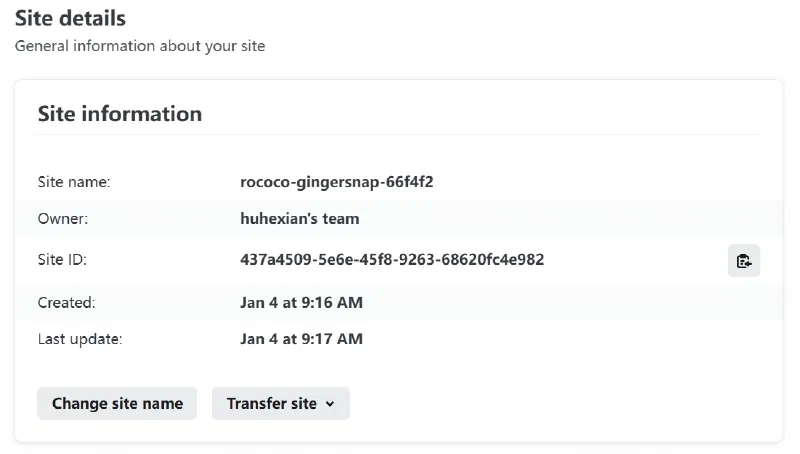 Site details
General information about your site
Site information
Site name: rococo-gingersnap-66f4f2
Owner: huhexian's team
Site ID: 437a4509-5e6e-45f8-9263-68620fc4e982
Created: Jan 4 at 9:16 AM
Last update: Jan 4 at 9:17 AM
Change site name Transfer site